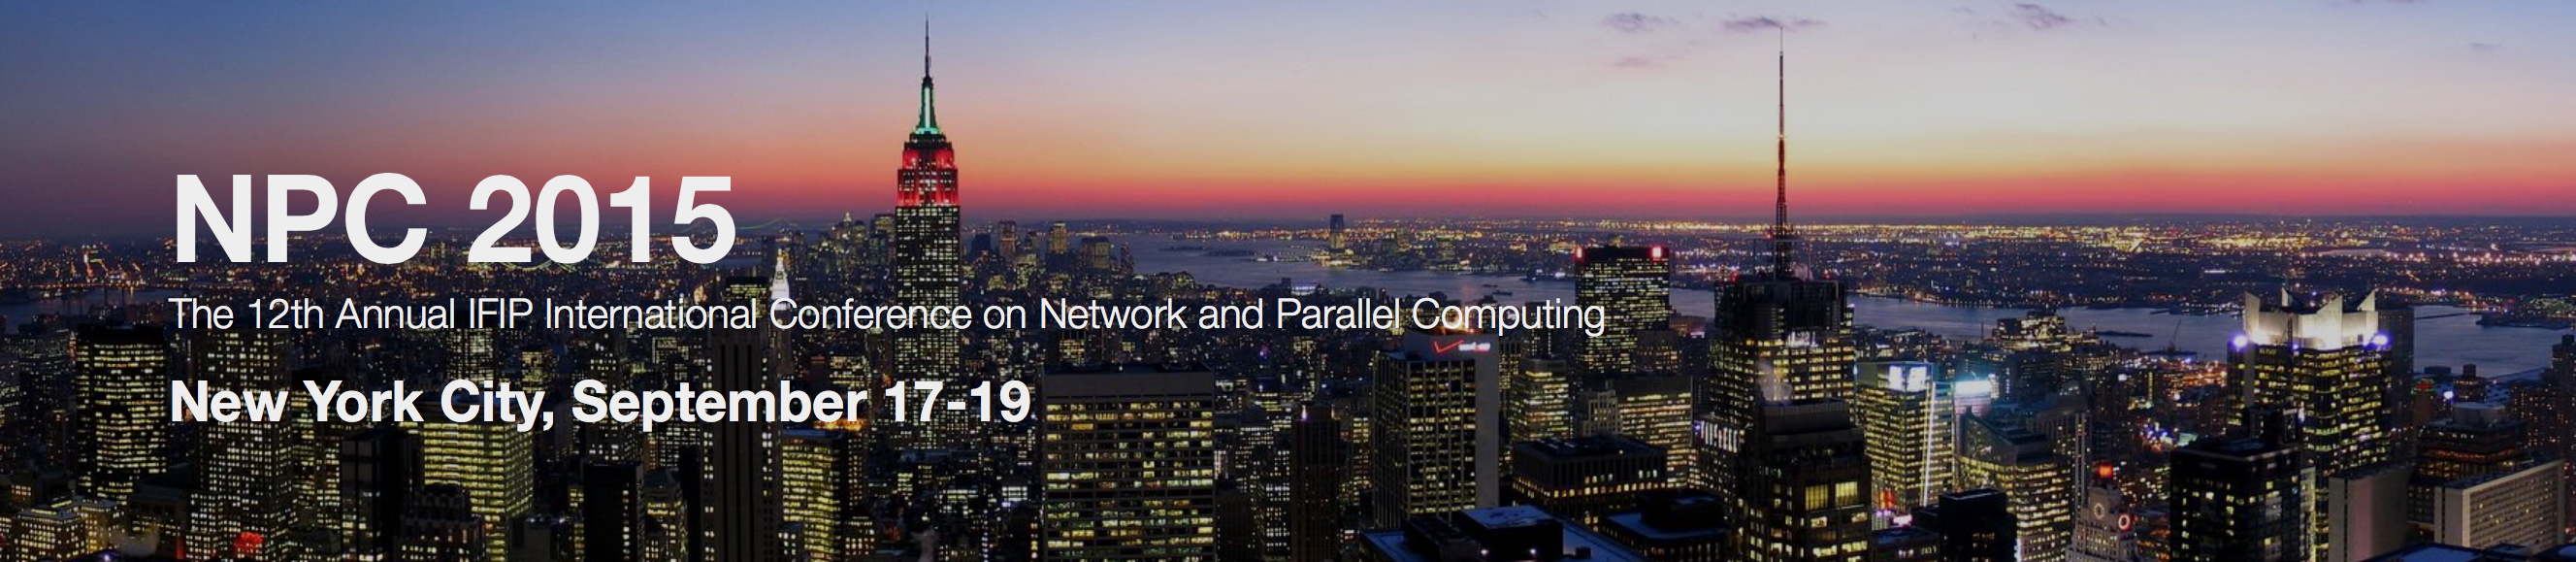 NPC 2015
The 12th Annual IFIP International Conference on Network and Parallel Computing
New York City, September 17-19